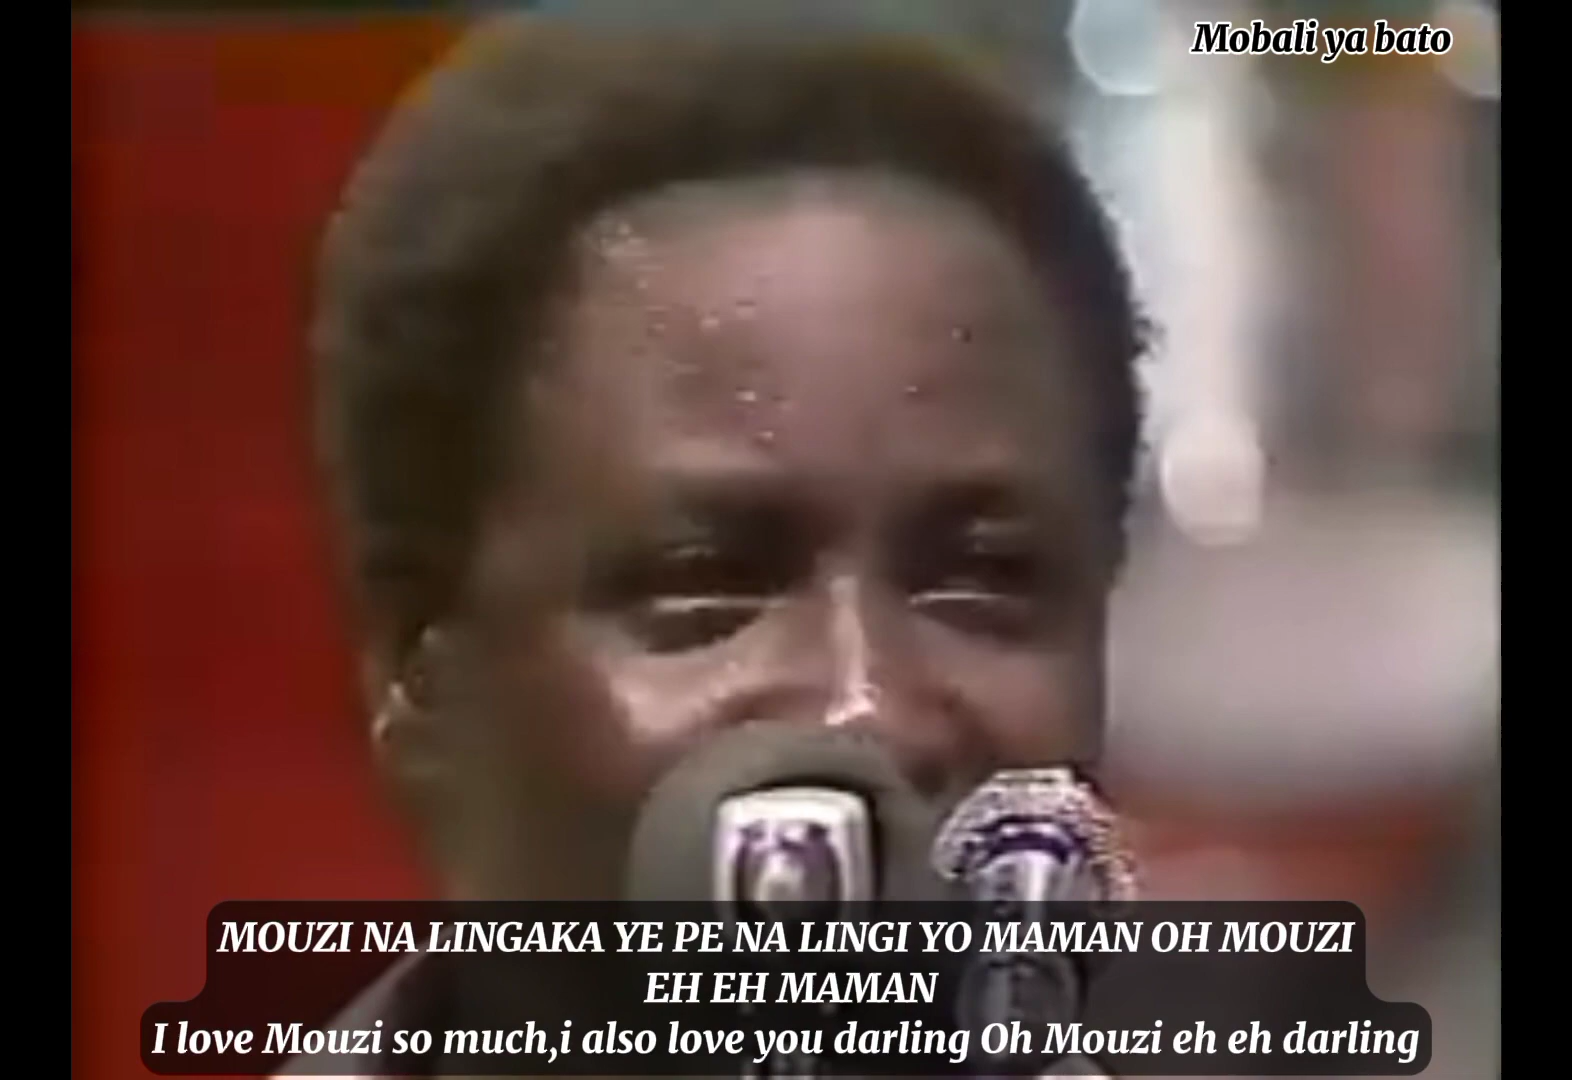 Mobali ya bato
MOUZI NA LINGAKA YE PE NA LINGI YO MAMAN OH MOUZI
EH EH MAMAN
I love Mouzi so much,i also love you darling Oh Mouzi eh eh darling